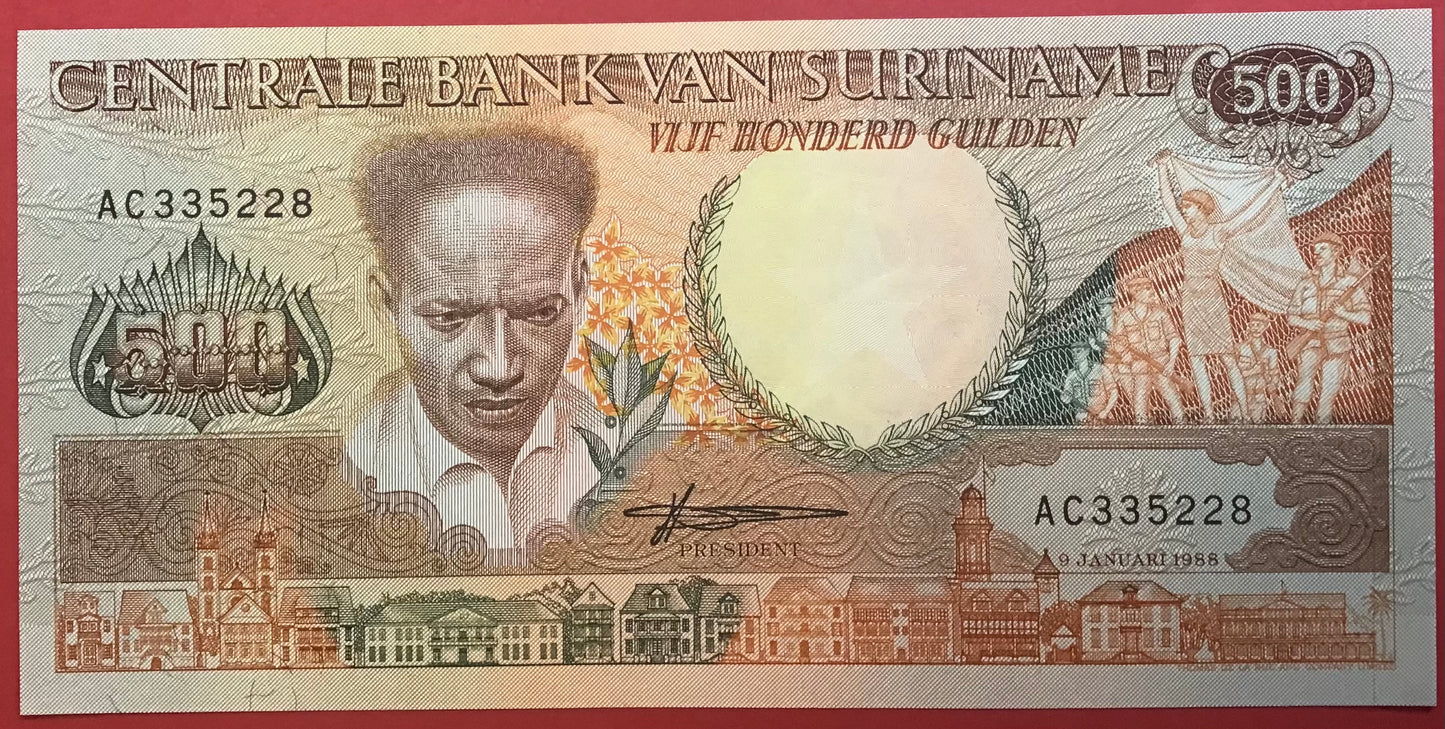 CENTRALE BANK VAN SURINAME
500
VIJF HONDERD GULDEN
AC335228
500
PRESIDENT
AC335228
9 JANUARI 1988